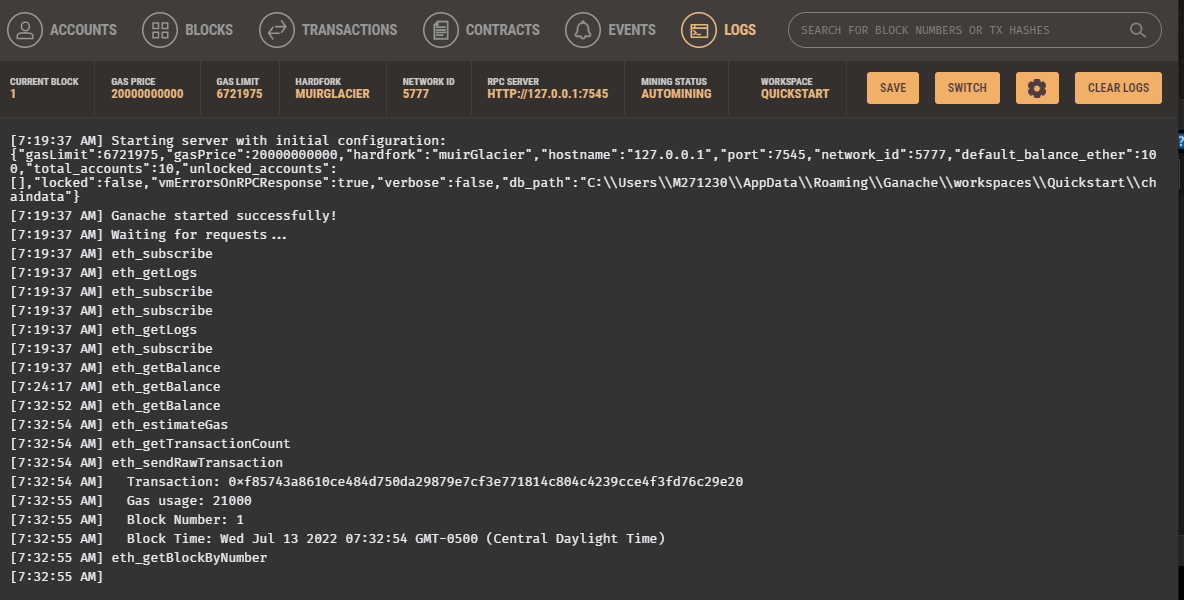 ACCOUNTS BLOCKS TRANSACTIONS CONTRACTS EVENTS LOGS SEARCH FOR BLOCK NUMBERS OR TX HASHES
CURRENT BLOCK GAS PRICE GAS LIMIT HARDFORK NETWORK ID RPC SERVER MINING STATUS WORKSPACE
1 20000000000 6721975 MUIRGLACIER 5777 HTTP://127.0.0.1:7545 AUTOMINING QUICKSTART
SAVE SWITCH CLEAR LOGS
[7:19:37 AM] Starting server with initial configuration:
{"gasLimit":6721975,"gasPrice":20000000000,"hardfork":"muirGlacier","hostname":"127.0.0.1","port":7545,"network_id":5777,"default_balance_ether":10
0,"total_accounts":10,"unlocked_accounts":
[],"locked":false,"vmErrorsOnRPCResponse":true,"verbose":false,"db_path":"C:\\Users\\M271230\\AppData\\Roaming\\Ganache\\workspaces\\Quickstart\\ch
aindata"}
[7:19:37 AM] Ganache started successfully!
[7:19:37 AM] Waiting for requests...
[7:19:37 AM] eth_subscribe
[7:19:37 AM] eth_getLogs
[7:19:37 AM] eth_subscribe
[7:19:37 AM] eth_subscribe
[7:19:37 AM] eth_getLogs
[7:19:37 AM] eth_subscribe
[7:19:37 AM] eth_getBalance
[7:24:17 AM] eth_getBalance
[7:32:52 AM] eth_getBalance
[7:32:54 AM] eth_estimateGas
[7:32:54 AM] eth_getTransactionCount
[7:32:54 AM] eth_sendRawTransaction
[7:32:54 AM] Transaction: 0xf85743a8610ce484d750da29879e7cf3e771814c804c4239cce4f3fd76c29e20
[7:32:55 AM] Gas usage: 21000
[7:32:55 AM] Block Number: 1
[7:32:55 AM] Block Time: Wed Jul 13 2022 07:32:54 GMT-0500 (Central Daylight Time)
[7:32:55 AM] eth_getBlockByNumber
[7:32:55 AM]